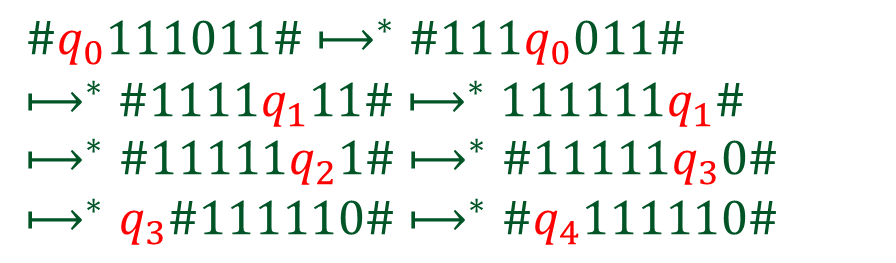 #q₀111011# ⟼* #111q₀011#
⟼* #1111q₁11# ⟼* 111111q₁#
⟼* #11111q₂1# ⟼* #11111q₃0#
⟼* q₃#111110# ⟼* #q₄111110#